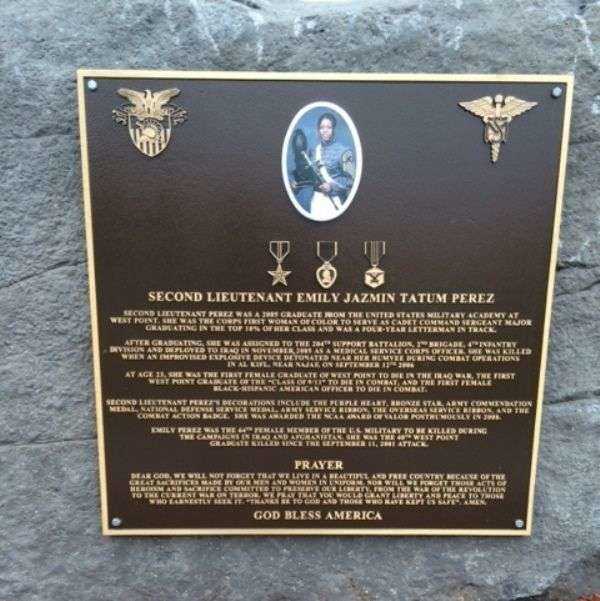 SECOND LIEUTENANT EMILY JAZMIN TATUM PEREZ
SECOND LIEUTENANT PEREZ WAS A 2005 GRADUATE FROM THE UNITED STATES MILITARY ACADEMY AT
WEST POINT. SHE WAS THE CORPS FIRST WOMAN OF COLOR TO SERVE AS CADET COMMAND SERGEANT MAJOR
GRADUATING IN THE TOP 10% OF HER CLASS AND WAS A FOUR-YEAR LETTERMAN IN TRACK.
AFTER GRADUATING, SHE WAS ASSIGNED TO THE 204TH SUPPORT BATTALION, 2ND BRIGADE, 4TH INFANTRY
DIVISION AND DEPLOYED TO IRAQ IN NOVEMBER, 2005 AS A MEDICAL SERVICE CORPS OFFICER. SHE WAS KILLED
WHEN AN IMPROVISED EXPLOSIVE DEVICE DETONATED NEAR HER HUMVEE DURING COMBAT OPERATIONS
IN AL KIFL, NEAR NAJAF, ON SEPTEMBER 12TH 2006
AT AGE 23, SHE WAS THE FIRST FEMALE GRADUATE OF WEST POINT TO DIE IN THE IRAQ WAR, THE FIRST
WEST POINT GRADUATE OF THE "CLASS OF 9/11" TO DIE IN COMBAT, AND THE FIRST FEMALE
BLACK-HISPANIC AMERICAN OFFICER TO DIE IN COMBAT.
SECOND LIEUTENANT PEREZ'S DECORATIONS INCLUDE THE PURPLE HEART, BRONZE STAR, ARMY COMMENDATION
MEDAL, NATIONAL DEFENSE SERVICE MEDAL, ARMY SERVICE RIBBON, THE OVERSEAS SERVICE RIBBON, AND THE
COMBAT ACTION BADGE. SHE WAS AWARDED THE NCAA AWARD OF VALOR POSTHUMOUSLY IN 2008.
EMILY PEREZ WAS THE 64TH FEMALE MEMBER OF THE U.S. MILITARY TO BE KILLED DURING
THE CAMPAIGNS IN IRAQ AND AFGHANISTAN. SHE WAS THE 40TH WEST POINT
GRADUATE KILLED SINCE THE SEPTEMBER 11, 2001 ATTACK.
PRAYER
DEAR GOD, WE WILL NOT FORGET THAT WE LIVE IN A BEAUTIFUL AND FREE COUNTRY BECAUSE OF THE
GREAT SACRIFICES MADE BY OUR MEN AND WOMEN IN UNIFORM. NOR WILL WE FORGET THOSE ACTS OF
HEROISM AND SACRIFICE COMMITTED TO PRESERVE OUR LIBERTY, FROM THE WAR OF THE REVOLUTION
TO THE CURRENT WAR ON TERROR. WE PRAY THAT YOU WOULD GRANT LIBERTY AND PEACE TO THOSE
WHO EARNESTLY SEEK IT. "THANKS BE TO GOD AND THOSE WHO HAVE KEPT US SAFE". AMEN.
GOD BLESS AMERICA